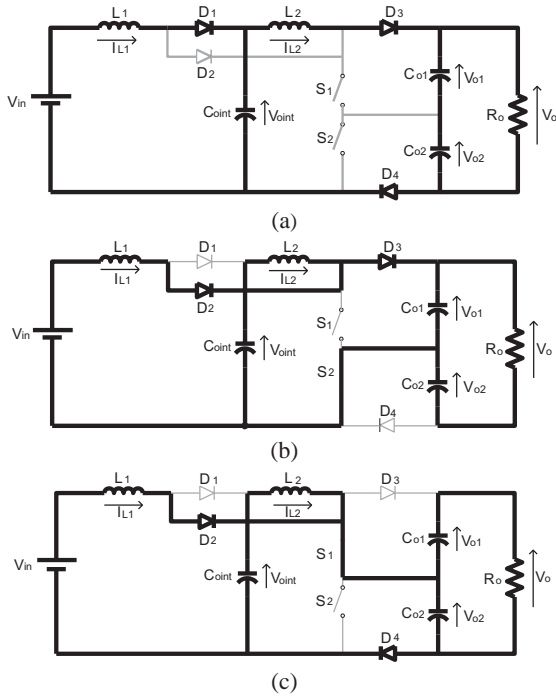 L1 D1 L2 D3
IL1 IL2
D2
S1 Co1 Vo1
Vin Coint Voint Ro Vo
S2 Co2 Vo2
D4
(a)
L1 D1 L2 D3
IL1 D2 IL2
S1 Co1 Vo1
Vin Coint Voint Ro Vo
S2 Co2 Vo2
D4
(b)
L1 D1 L2 D3
IL1 D2 IL2
S1 Co1 Vo1
Vin Coint Voint Ro Vo
S2 Co2 Vo2
D4
(c)